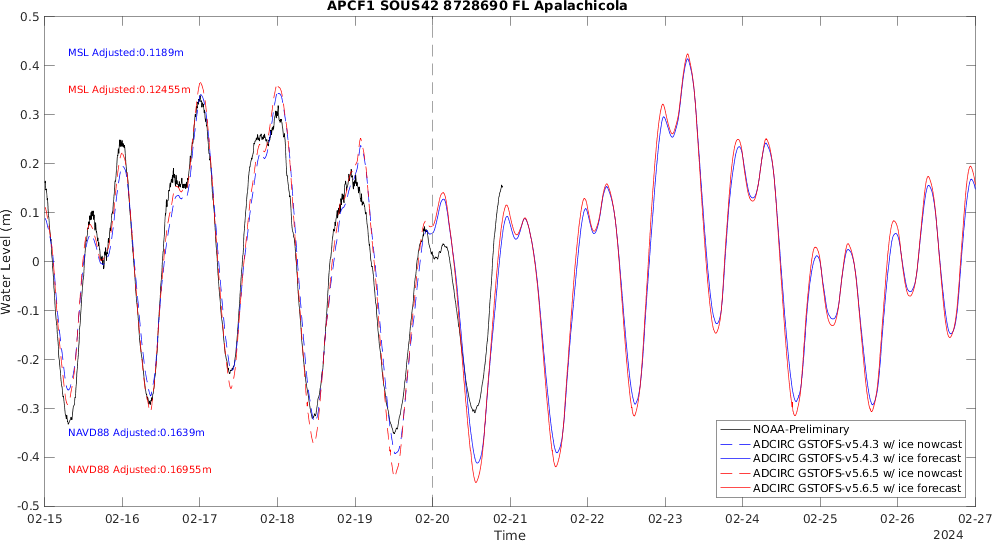 APCF1 SOUS42 8728690 FL Apalachicola
0.5
0.4
0.3
0.2
0.1
0
-0.1
-0.2
-0.3
-0.4
-0.5
Water Level (m)
MSL Adjusted:0.1189m
MSL Adjusted:0.12455m
NAVD88 Adjusted:0.1639m
NAVD88 Adjusted:0.16955m
NOAA-Preliminary
ADCIRC GSTOFS-v5.4.3 w/ ice nowcast
ADCIRC GSTOFS-v5.4.3 w/ ice forecast
ADCIRC GSTOFS-v5.6.5 w/ ice nowcast
ADCIRC GSTOFS-v5.6.5 w/ ice forecast
02-15 02-16 02-17 02-18 02-19 02-20 02-21 02-22 02-23 02-24 02-25 02-26 02-27
Time
2024